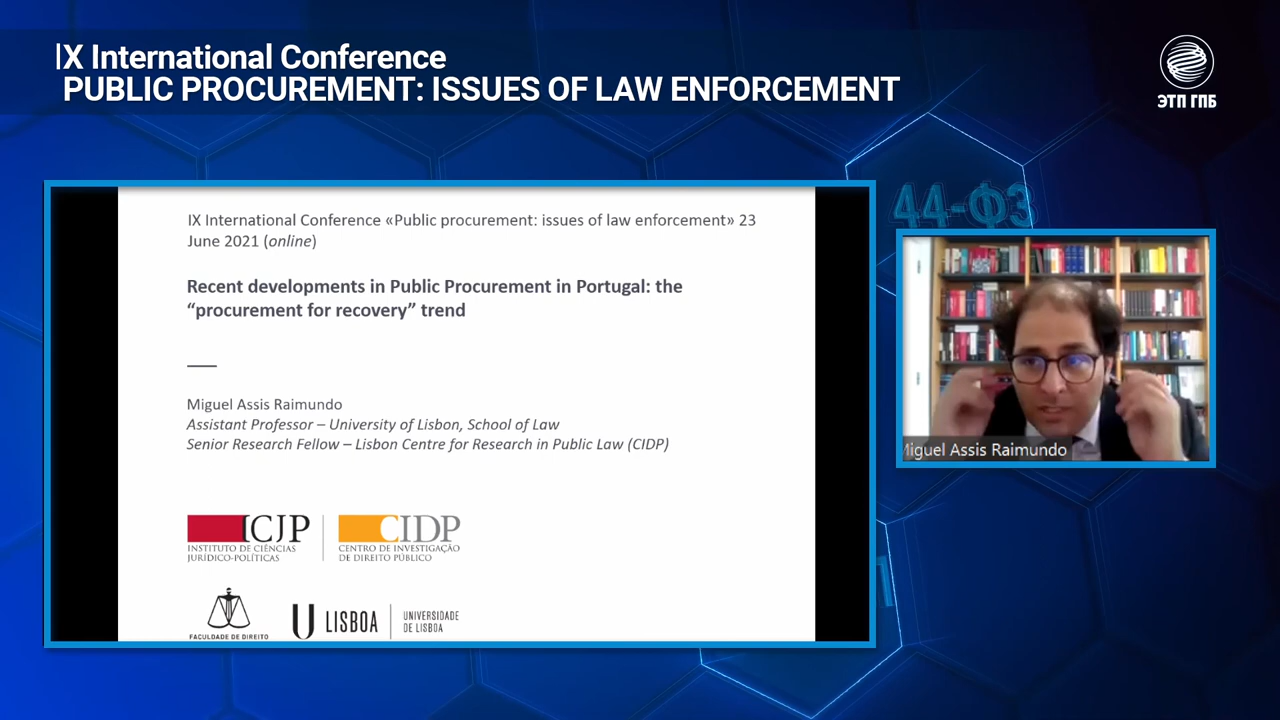 IX International Conference
PUBLIC PROCUREMENT: ISSUES OF LAW ENFORCEMENT
ЭТП ГПБ
44-ФЗ
IX International Conference «Public procurement: issues of law enforcement» 23
June 2021 (online)
Recent developments in Public Procurement in Portugal: the
“procurement for recovery” trend
Miguel Assis Raimundo
Assistant Professor – University of Lisbon, School of Law
Senior Research Fellow – Lisbon Centre for Research in Public Law (CIDP)
ICJP
INSTITUTO DE CIÊNCIAS
JURÍDICO-POLÍTICAS
CIDP
CENTRO DE INVESTIGAÇÃO
DE DIREITO PÚBLICO
FACULDADE DE DIREITO
U LISBOA
UNIVERSIDADE
DE LISBOA
Miguel Assis Raimundo